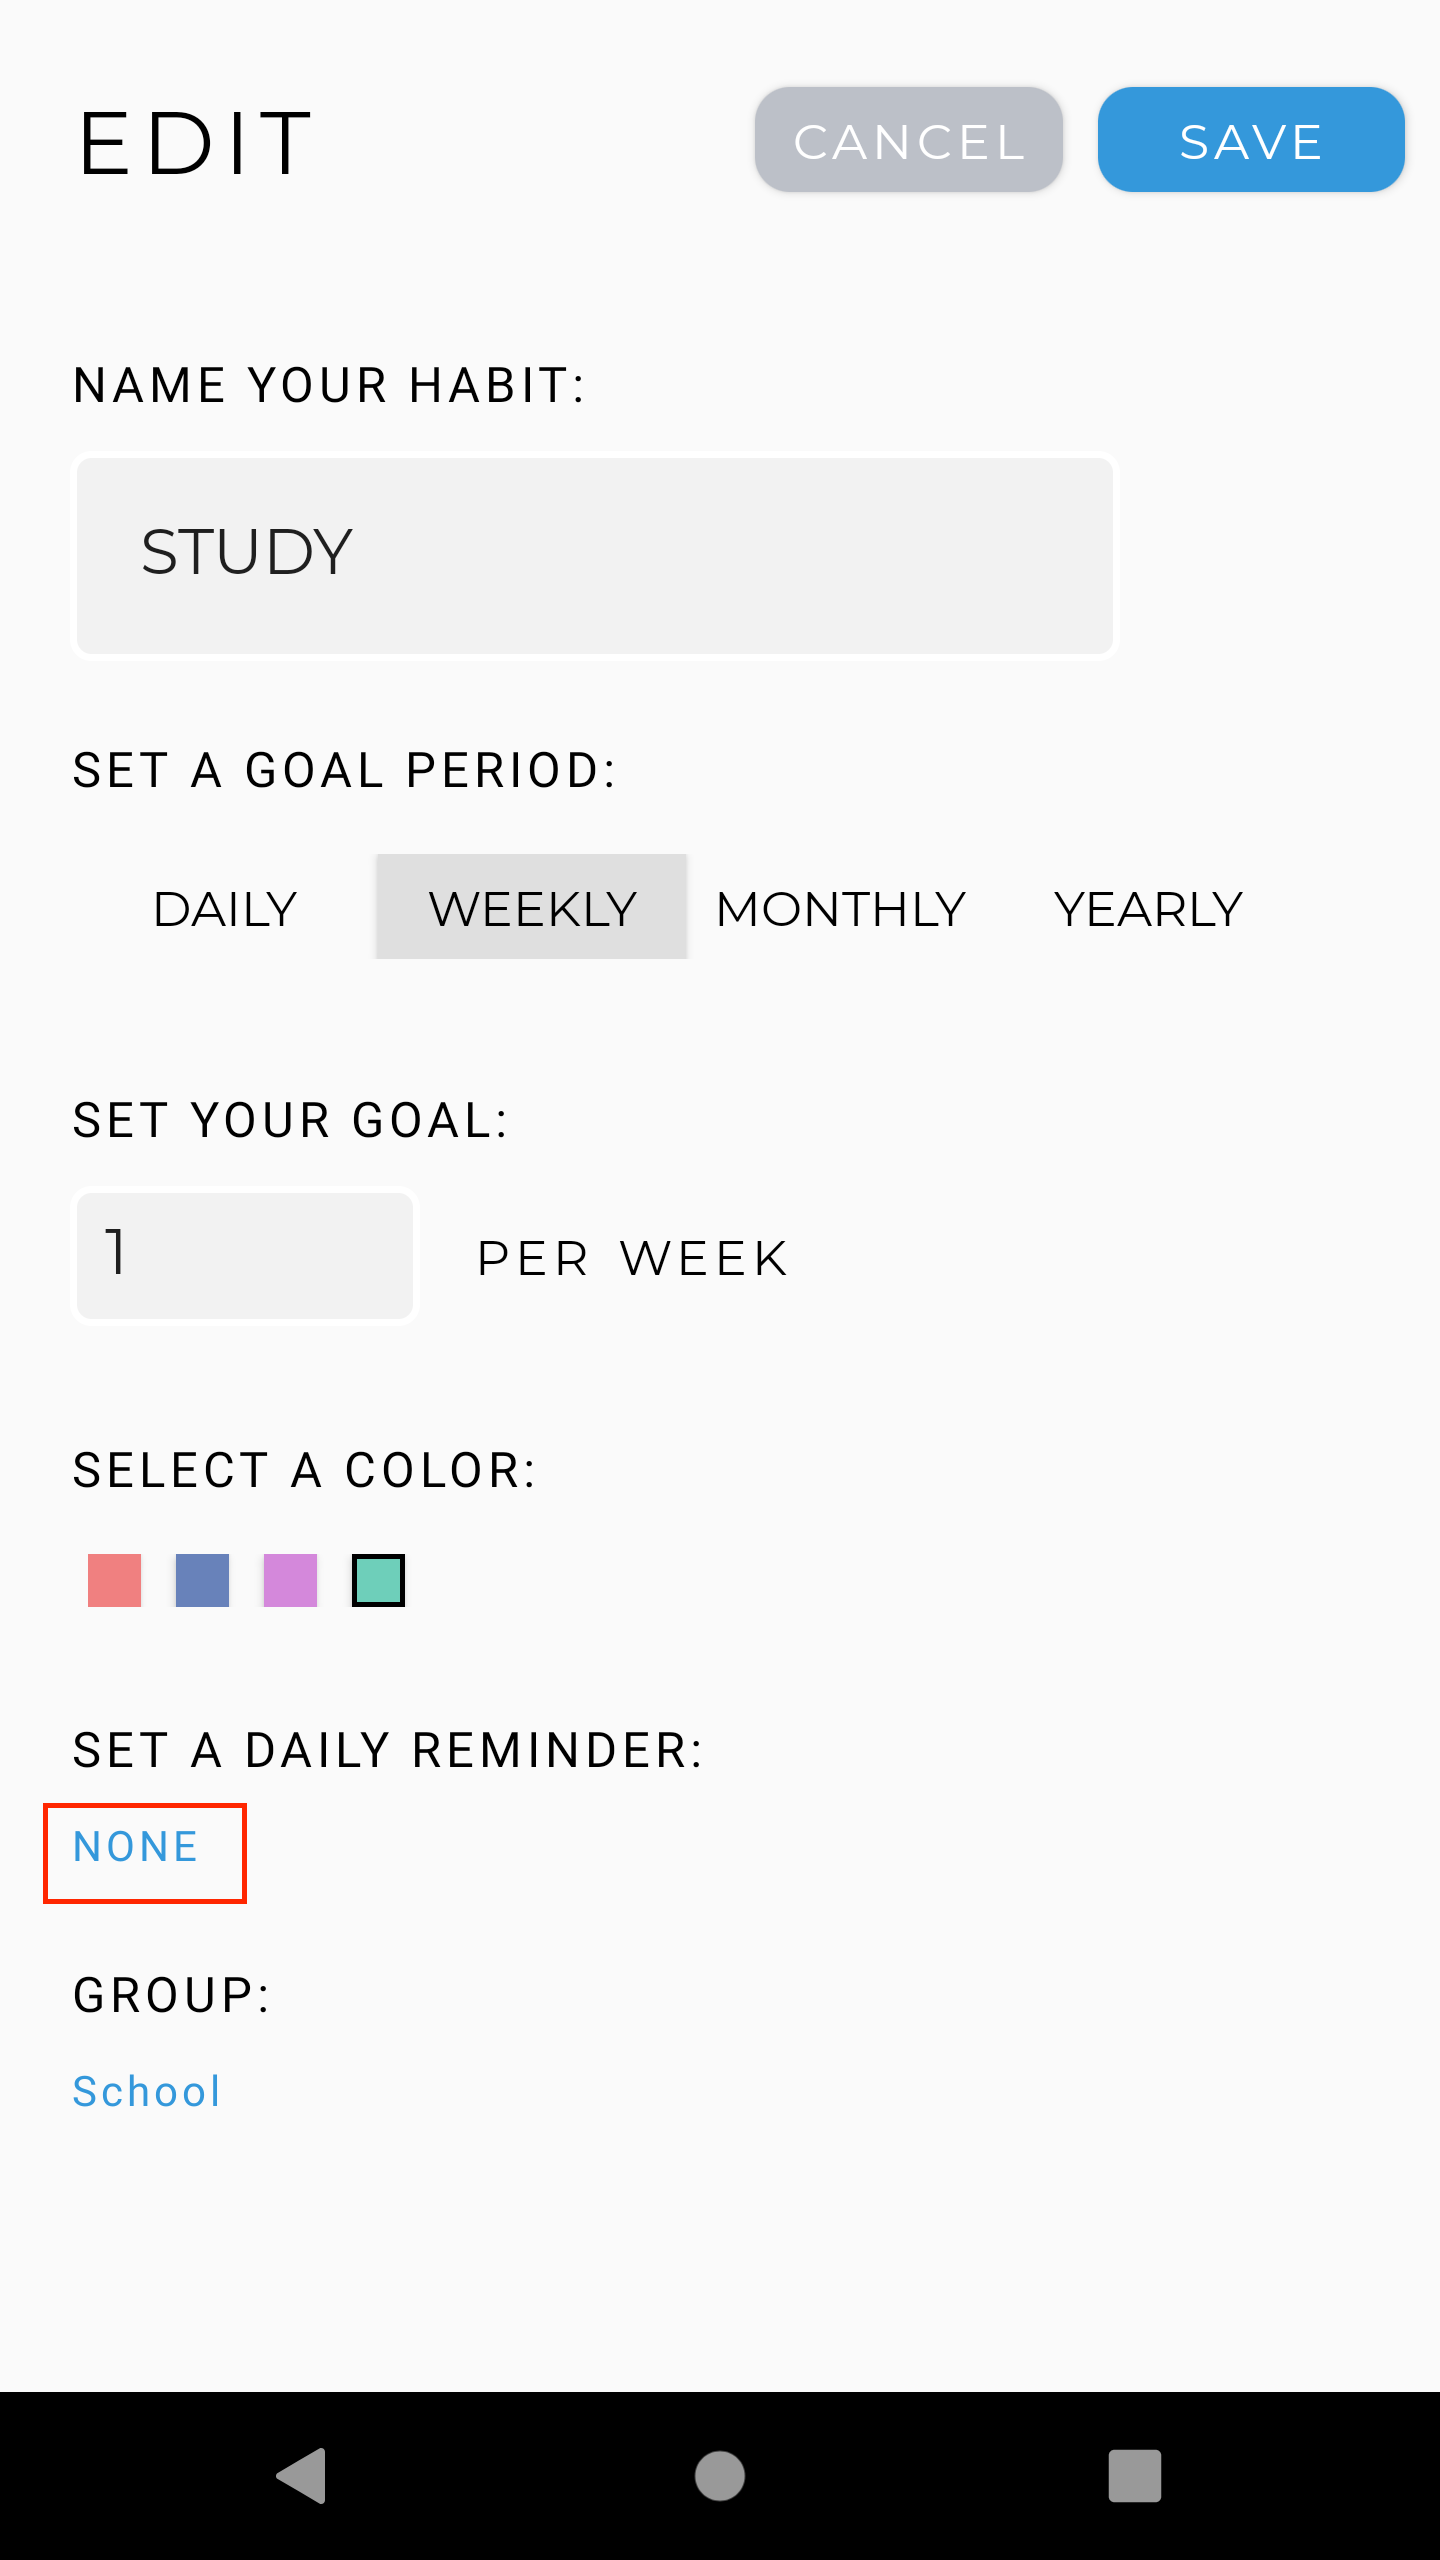 EDIT CANCEL SAVE
NAME YOUR HABIT:
STUDY
SET A GOAL PERIOD:
DAILY WEEKLY MONTHLY YEARLY
SET YOUR GOAL:
1 PER WEEK
SELECT A COLOR:
SET A DAILY REMINDER:
NONE
GROUP:
School